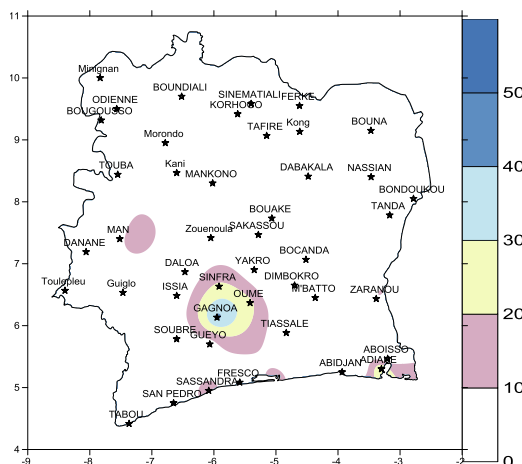 11
Minignan
10
50
BOUNDIALI
SINEMATIALI
FERKE
ODIENNE
KORHOGO
BOUGOUSSO
Kong
BOUNA
TAFIRE
Morondo
9
40
TOUBA
Kani
MANKONO
DABAKALA
NASSIAN
BONDOUKOU
8
TANDA
BOUAKE
SAKASSOU
30
MAN
Zouenoula
DANANE
BOCANDA
7
DALOA
YAKRO
SINFRA
DIMBOKRO
Toulepleu
Guiglo
ISSIA
OUME
M'BATTO
ZARANOU
20
GAGNOA
6
TIASSALE
SOUBRE
GUEYO
ABOISSO
ADIAKE
ABIDJAN
10
FRESCO
SASSANDRA
5
SAN PEDRO
TABOU
4
0
-9 -8 -7 -6 -5 -4 -3 -2